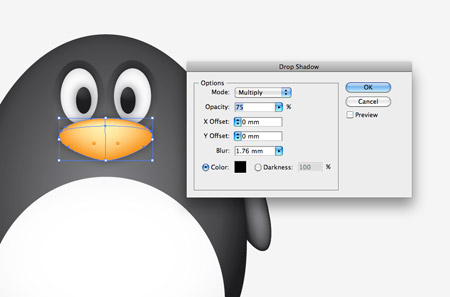 Drop Shadow
Options
Mode: Multiply
Opacity: 75 %
X Offset: 0 mm
Y Offset: 0 mm
Blur: 1.76 mm
Color: Darkness: 100 %
OK
Cancel
Preview